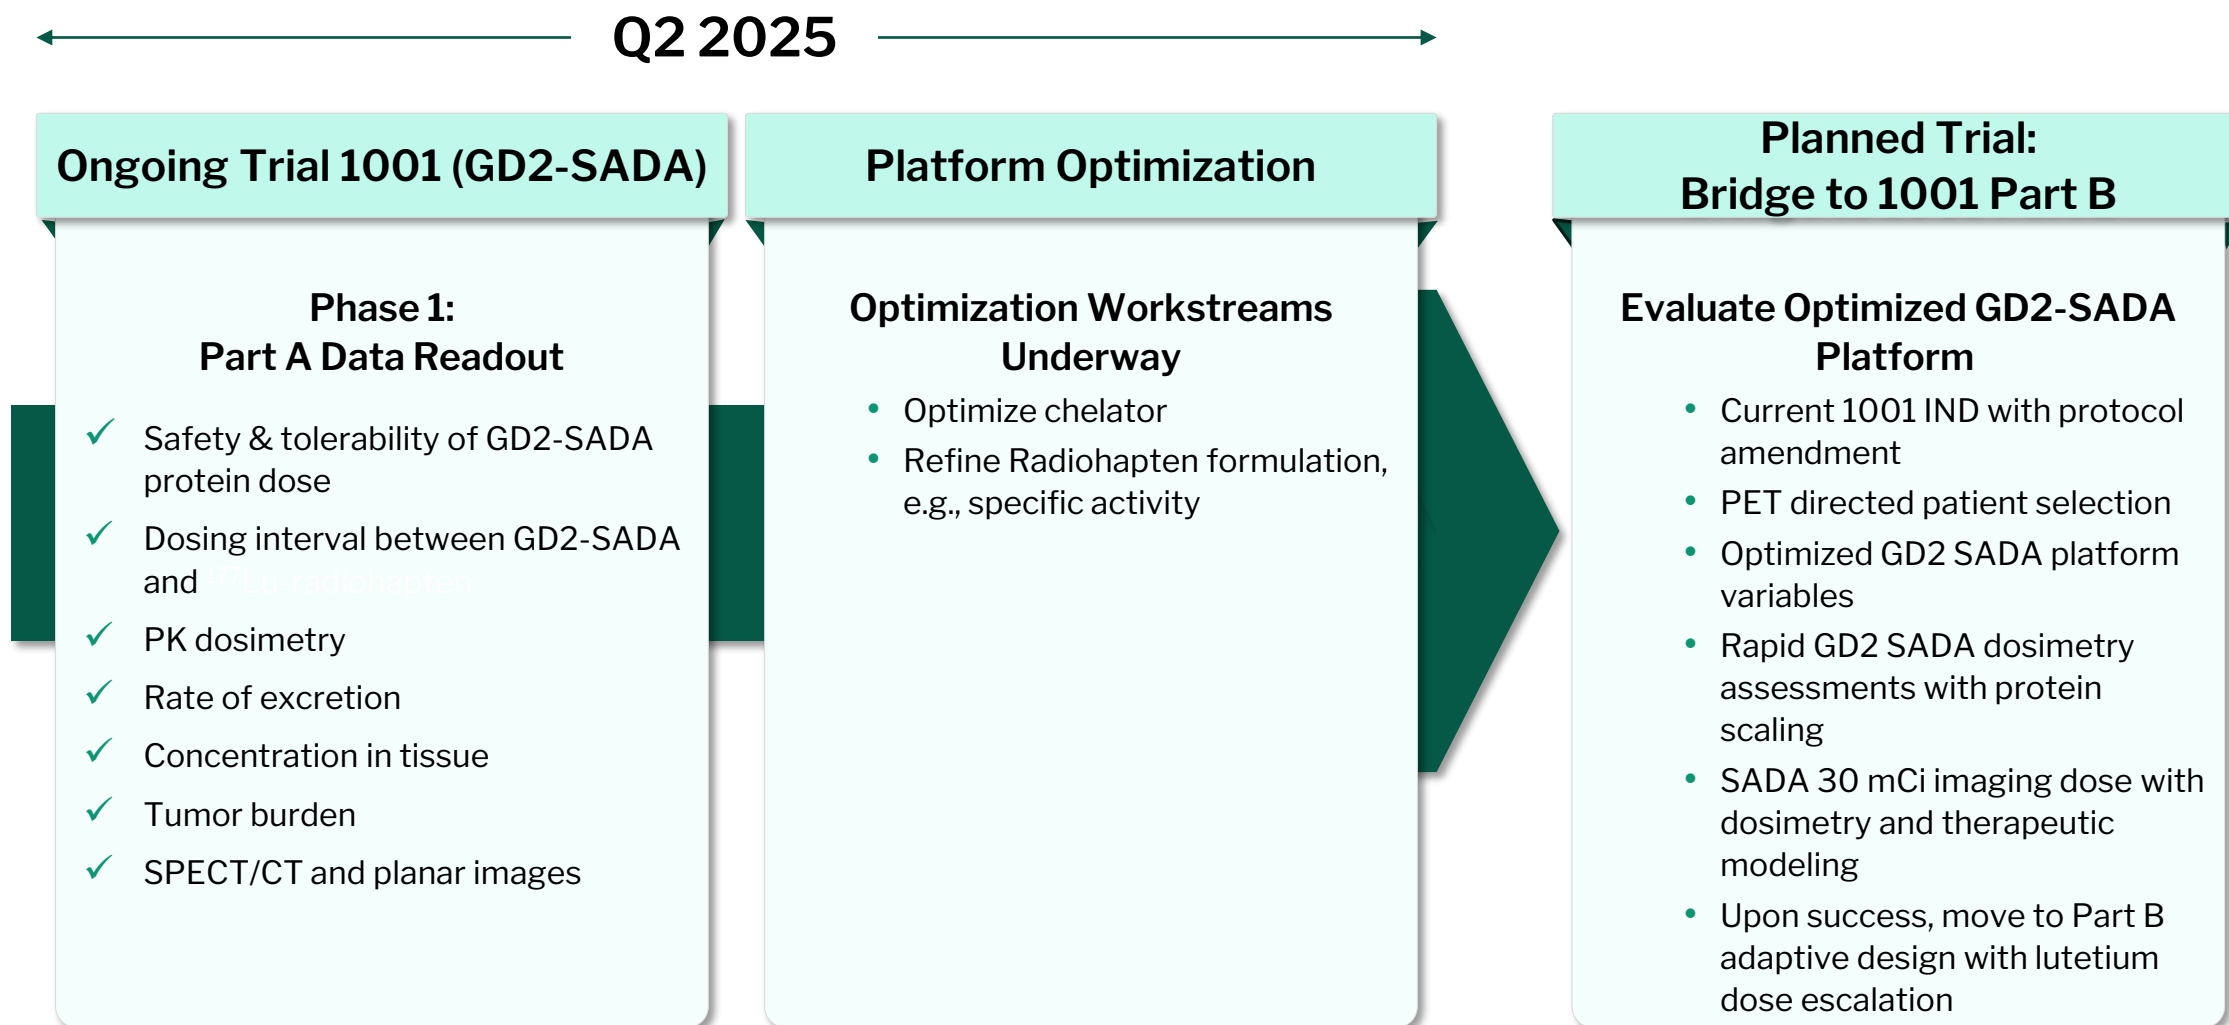 Q2 2025
Ongoing Trial 1001 (GD2-SADA)
Phase 1:
Part A Data Readout
✓ Safety & tolerability of GD2-SADA
protein dose
✓ Dosing interval between GD2-SADA
and ¹⁷⁷Lu-radiohapten
✓ PK dosimetry
✓ Rate of excretion
✓ Concentration in tissue
✓ Tumor burden
✓ SPECT/CT and planar images
Platform Optimization
Optimization Workstreams
Underway
• Optimize chelator
• Refine Radiohapten formulation,
e.g., specific activity
Planned Trial:
Bridge to 1001 Part B
Evaluate Optimized GD2-SADA
Platform
• Current 1001 IND with protocol
amendment
• PET directed patient selection
• Optimized GD2 SADA platform
variables
• Rapid GD2 SADA dosimetry
assessments with protein
scaling
• SADA 30 mCi imaging dose with
dosimetry and therapeutic
modeling
• Upon success, move to Part B
adaptive design with lutetium
dose escalation